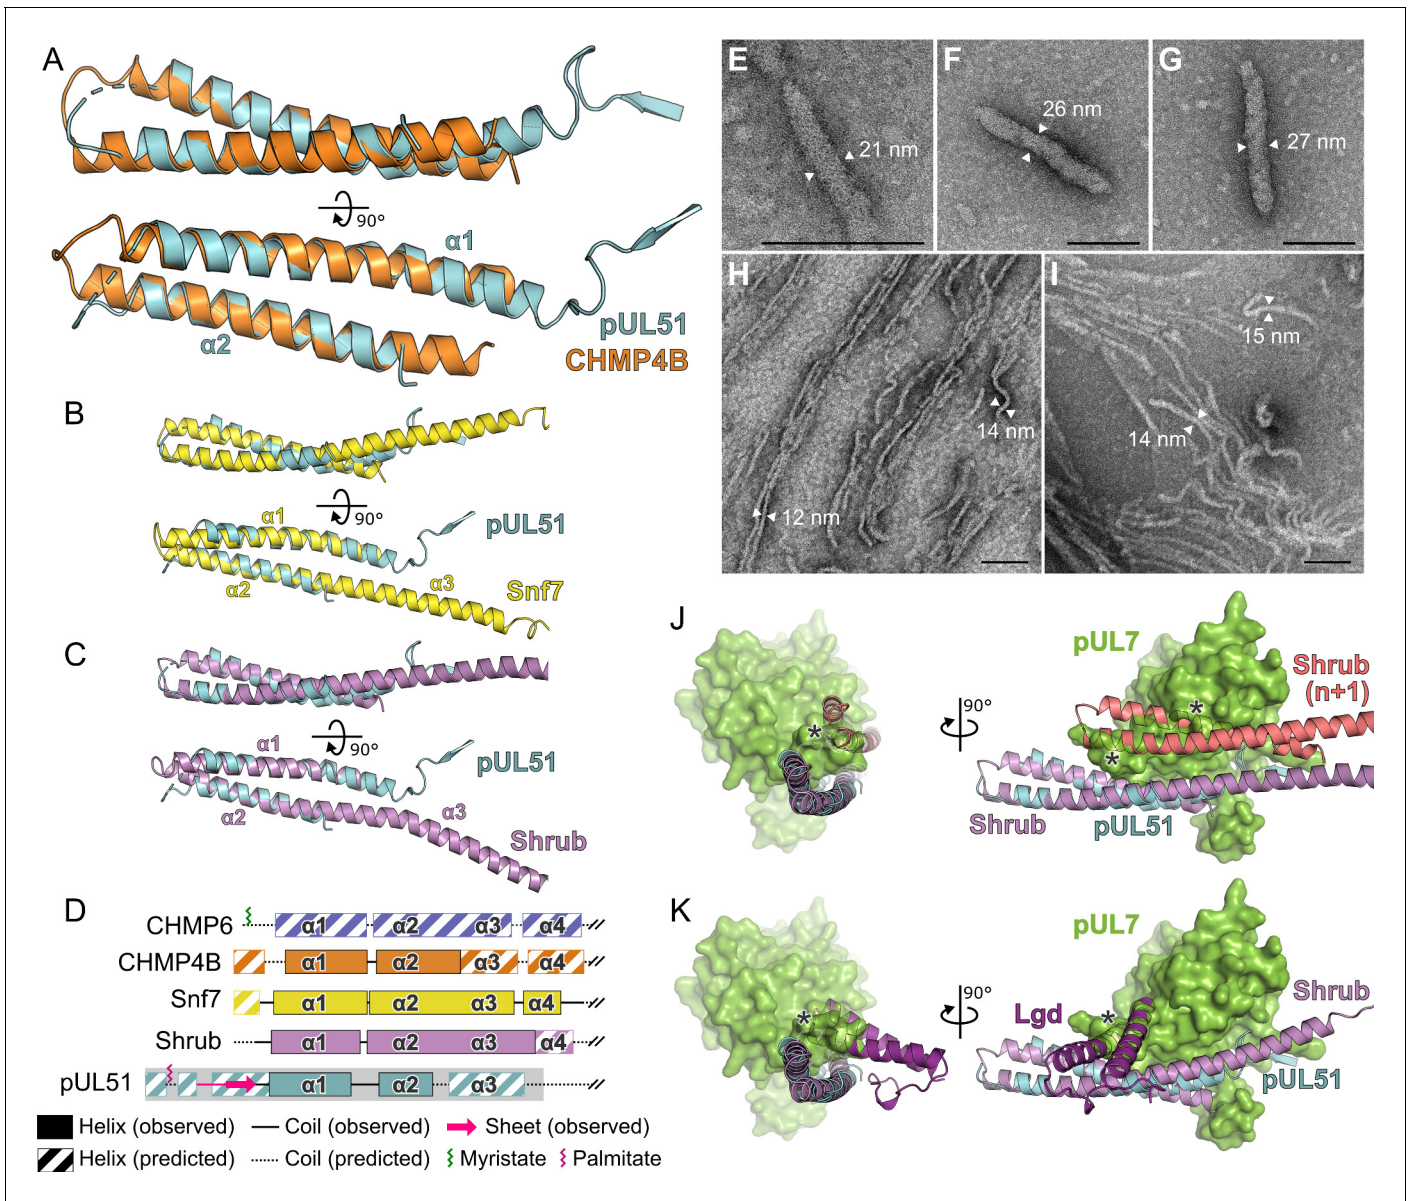 A
90°
α1
α2
pUL51
CHMP4B
B
90°
α1
pUL51
α2
α3
Snf7
C
90°
α1
pUL51
α2
α3
Shrub
D
CHMP6
α1
α2
α3
α4
CHMP4B
α1
α2
α3
α4
Snf7
α1
α2
α3
α4
Shrub
α1
α2
α3
α4
pUL51
α1
α2
α3
Helix (observed)
Coil (observed)
Sheet (observed)
Helix (predicted)
Coil (predicted)
Myristate
Palmitate
E
21 nm
F
26 nm
G
27 nm
H
14 nm
12 nm
I
15 nm
14 nm
J
*
90°
pUL7
Shrub
(n+1)
*
*
Shrub
pUL51
K
*
90°
pUL7
Lgd
*
Shrub
pUL51